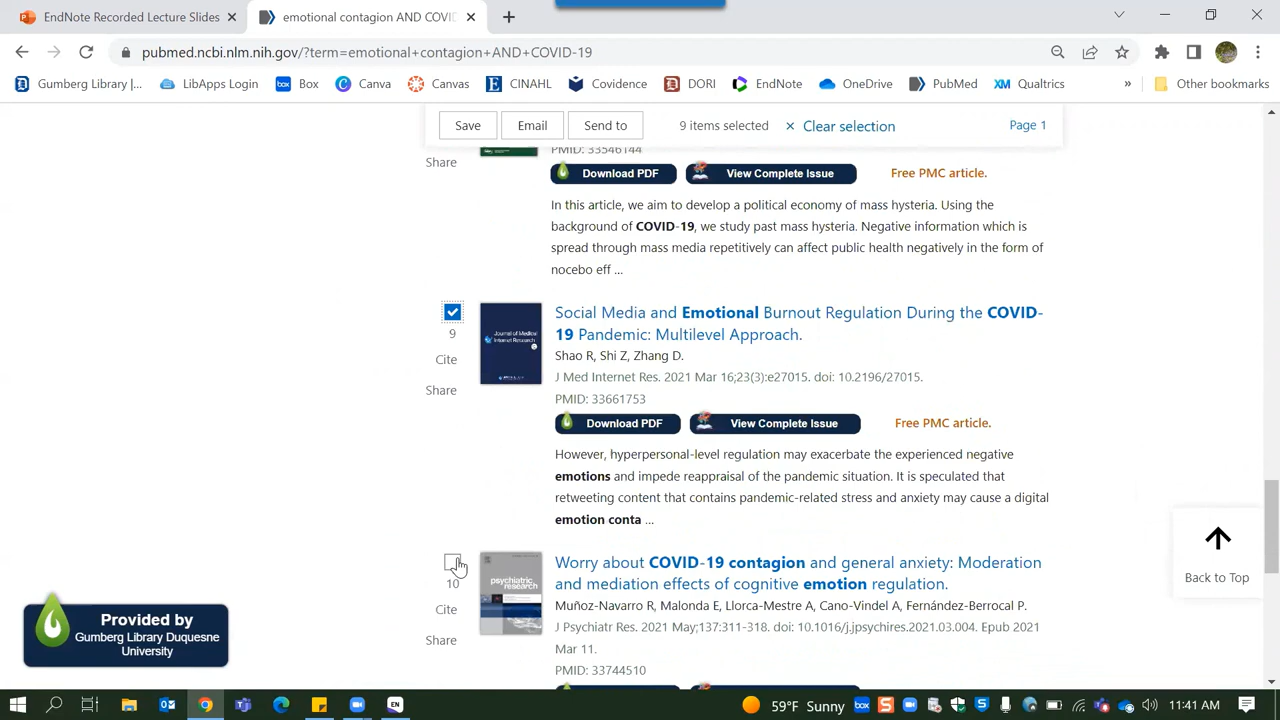 EndNote Recorded Lecture Slides
emotional contagion AND COVID
pubmed.ncbi.nlm.nih.gov/?term=emotional+contagion+AND+COVID-19
Gumberg Library |... LibApps Login Box Canva Canvas CINAHL Covidence DORI EndNote OneDrive PubMed Qualtrics » Other bookmarks
Save Email Send to 9 items selected × Clear selection Page 1
PMID: 33546144
Share
Download PDF View Complete Issue Free PMC article.
In this article, we aim to develop a political economy of mass hysteria. Using the
background of COVID-19, we study past mass hysteria. Negative information which is
spread through mass media repetitively can affect public health negatively in the form of
nocebo eff ...
Social Media and Emotional Burnout Regulation During the COVID-
19 Pandemic: Multilevel Approach.
9
Cite
Share
Journal of Medical
Internet Research
Shao R, Shi Z, Zhang D.
J Med Internet Res. 2021 Mar 16;23(3):e27015. doi: 10.2196/27015.
PMID: 33661753
Download PDF View Complete Issue Free PMC article.
However, hyperpersonal-level regulation may exacerbate the experienced negative
emotions and impede reappraisal of the pandemic situation. It is speculated that
retweeting content that contains pandemic-related stress and anxiety may cause a digital
emotion conta ...
Back to Top
Worry about COVID-19 contagion and general anxiety: Moderation
and mediation effects of cognitive emotion regulation.
10
Cite
Share
psychiatric
research
Muñoz-Navarro R, Malonda E, Llorca-Mestre A, Cano-Vindel A, Fernández-Berrocal P.
J Psychiatr Res. 2021 May;137:311-318. doi: 10.1016/j.jpsychires.2021.03.004. Epub 2021
Mar 11.
PMID: 33744510
Provided by
Gumberg Library Duquesne
University
59°F Sunny
11:41 AM